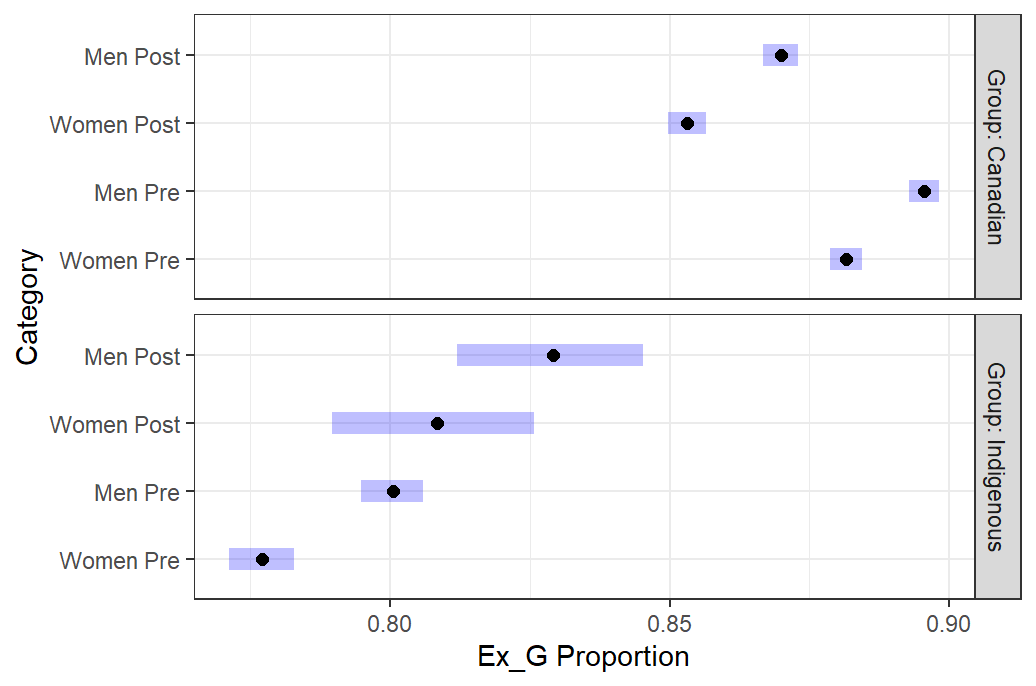 Men Post
Women Post
Men Pre
Women Pre
Group: Canadian
Men Post
Women Post
Men Pre
Women Pre
Group: Indigenous
Category
0.80
0.85
0.90
Ex_G Proportion